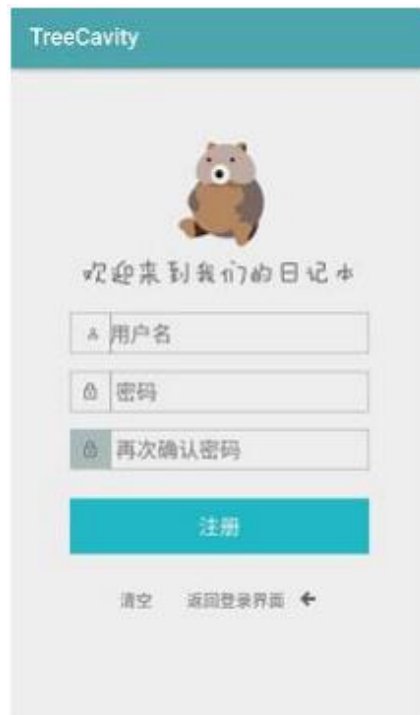 TreeCavity
欢迎来到我们的日记本
用户名
密码
再次确认密码
注册
清空 返回登录界面